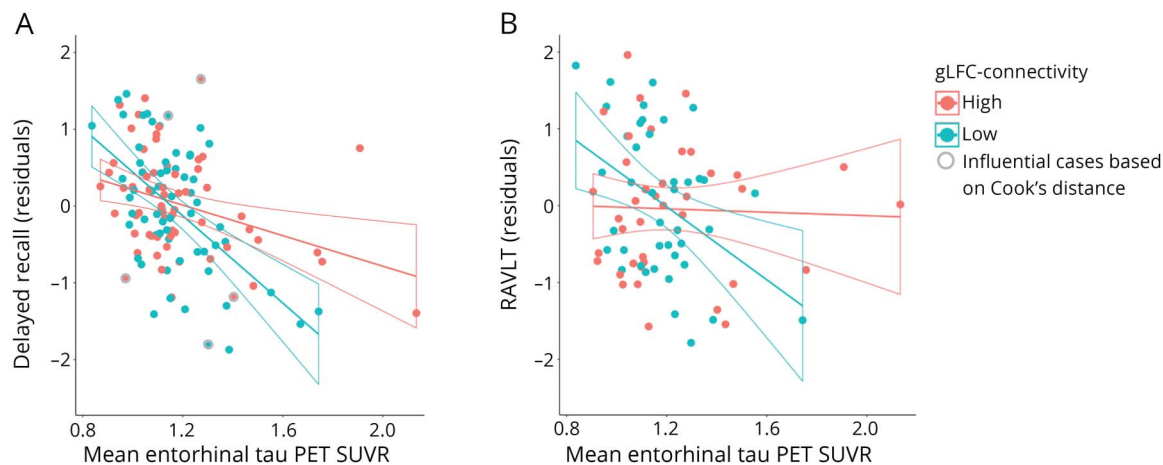 A
B
2
1
0
−1
−2
Delayed recall (residuals)
0.8
1.2
1.6
2.0
Mean entorhinal tau PET SUVR
2
1
0
−1
−2
RAVLT (residuals)
0.8
1.2
1.6
2.0
Mean entorhinal tau PET SUVR
gLFC-connectivity
High
Low
Influential cases based
on Cook's distance